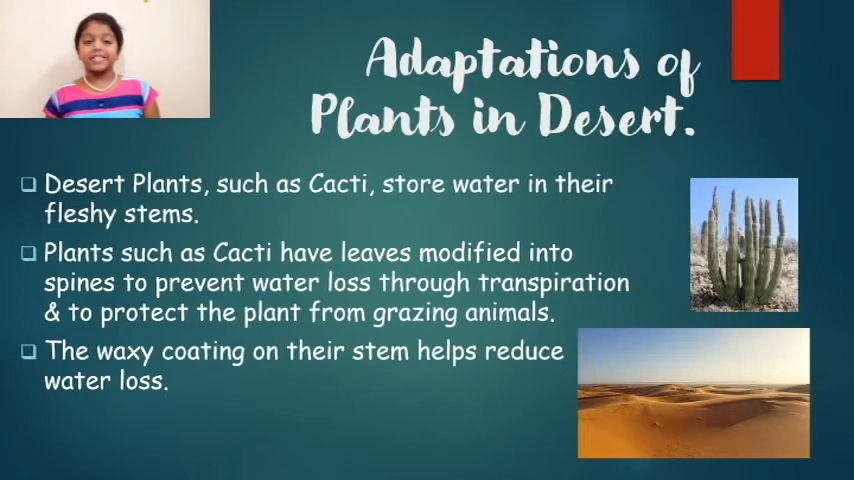 Adaptations of
Plants in Desert.
Desert Plants, such as Cacti, store water in their
fleshy stems.
Plants such as Cacti have leaves modified into
spines to prevent water loss through transpiration
& to protect the plant from grazing animals.
The waxy coating on their stem helps reduce
water loss.